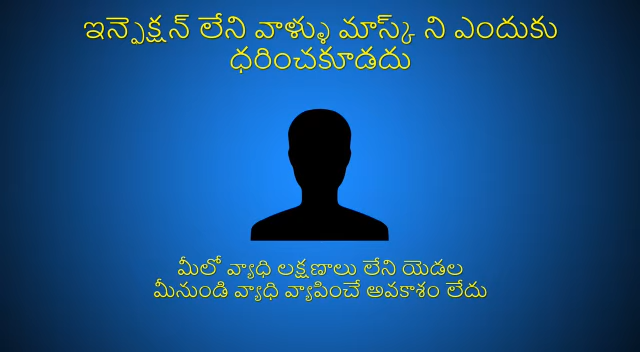 ఇన్ఫెక్షన్ లేని వాళ్ళు మాస్క్ ని ఎందుకు
ధరించకూడదు
మీలో వ్యాధి లక్షణాలు లేని యెడల
మీనుండి వ్యాధి వ్యాపించే అవకాశం లేదు